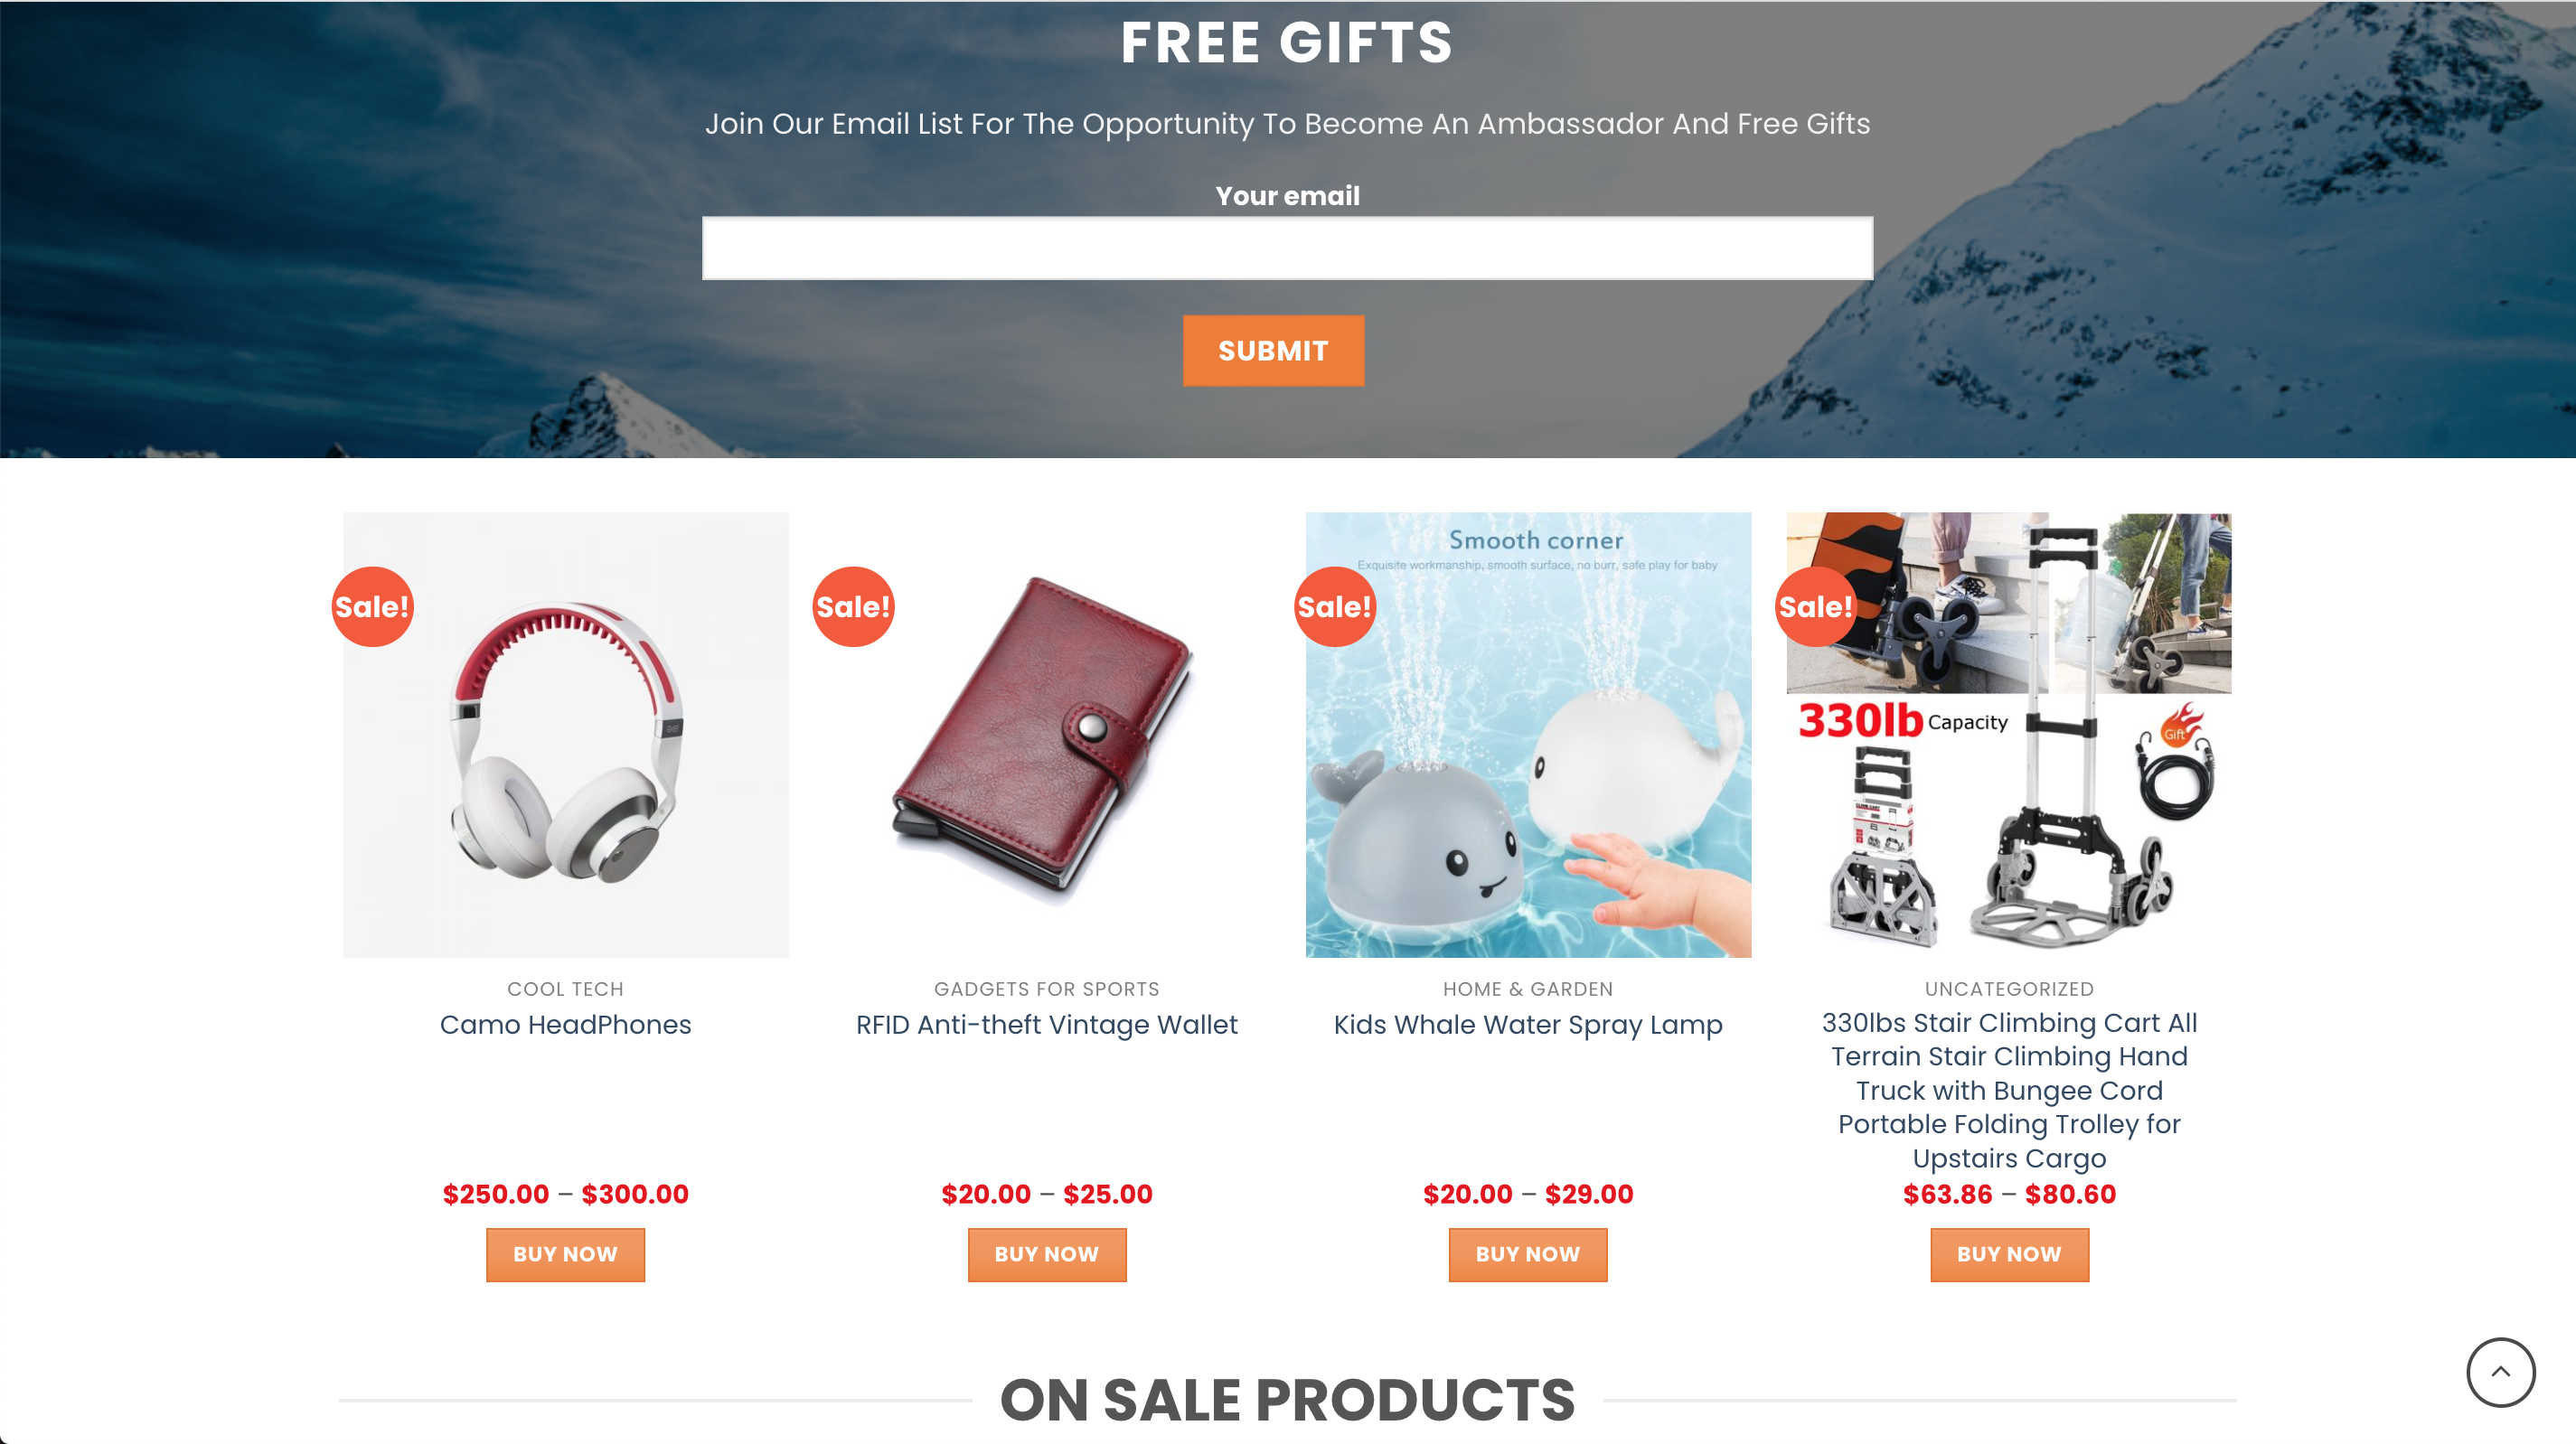 FREE GIFTS
Join Our Email List For The Opportunity To Become An Ambassador And Free Gifts
Your email
SUBMIT
Sale!
Sale!
Sale!
Sale!
Smooth corner
Exquisite workmanship, smooth surface, no burr, safe play for baby
330lb Capacity
Gift
COOL TECH
Camo HeadPhones
$250.00 – $300.00
BUY NOW
GADGETS FOR SPORTS
RFID Anti-theft Vintage Wallet
$20.00 – $25.00
BUY NOW
HOME & GARDEN
Kids Whale Water Spray Lamp
$20.00 – $29.00
BUY NOW
UNCATEGORIZED
330lbs Stair Climbing Cart All
Terrain Stair Climbing Hand
Truck with Bungee Cord
Portable Folding Trolley for
Upstairs Cargo
$63.86 – $80.60
BUY NOW
ON SALE PRODUCTS